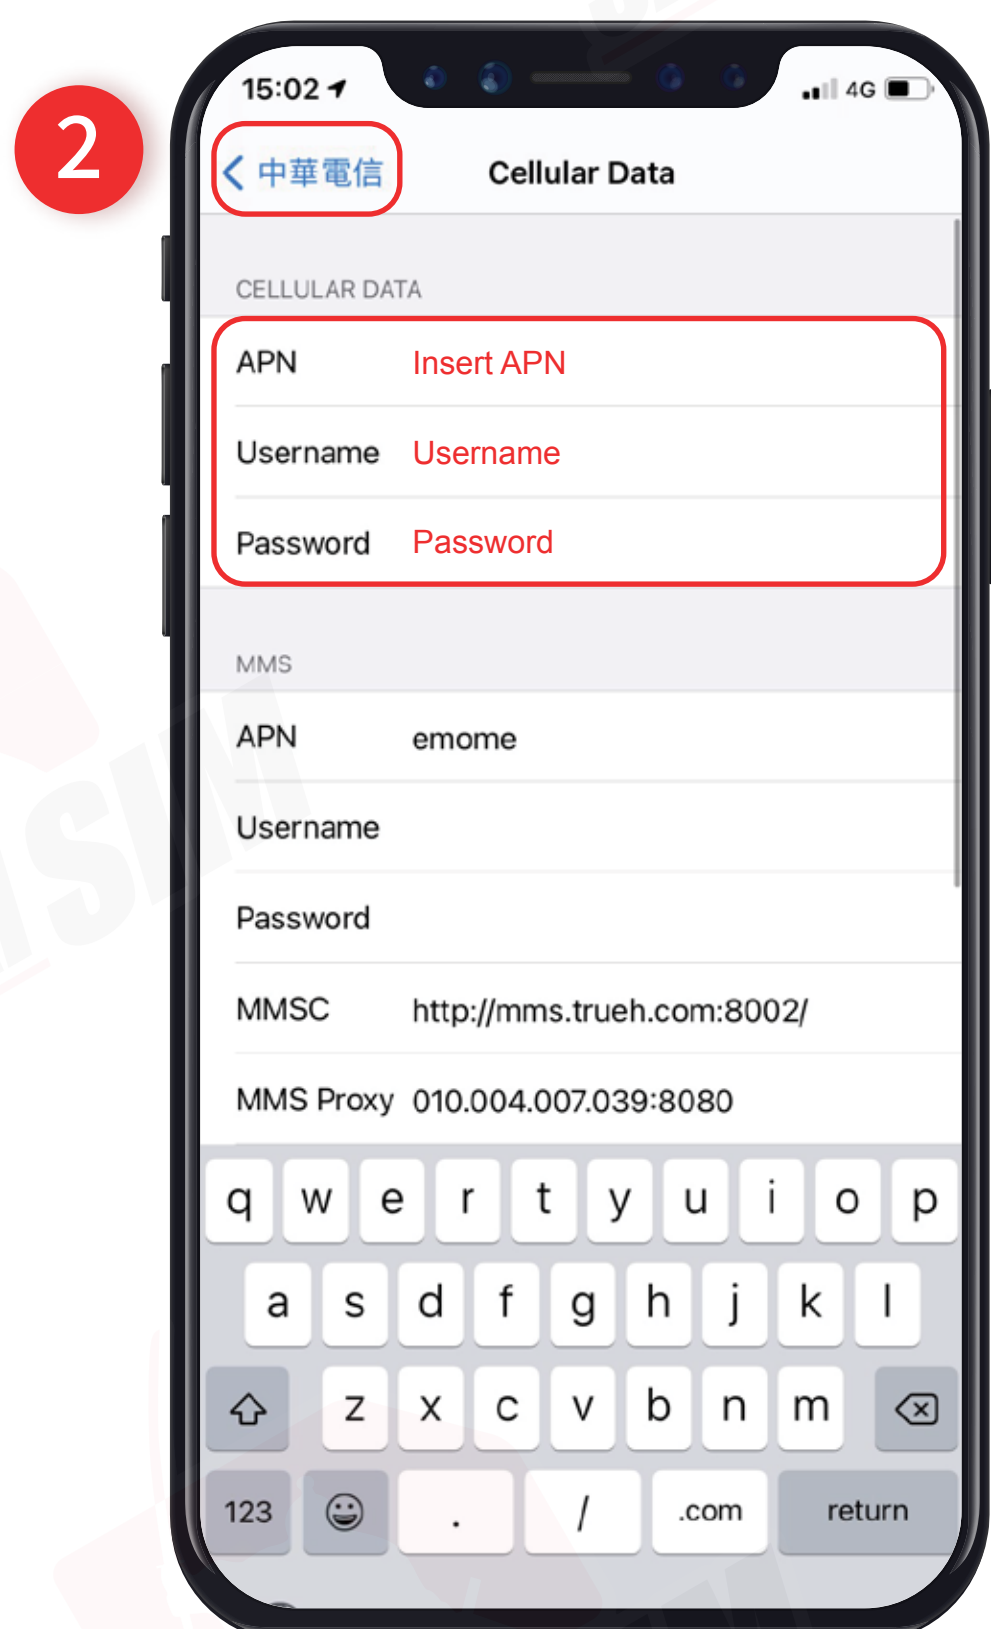 2
15:02
4G
中華電信
Cellular Data
CELLULAR DATA
APN Insert APN
Username Username
Password Password
MMS
APN emome
Username
Password
MMSC http://mms.trueh.com:8002/
MMS Proxy 010.004.007.039:8080
q w e r t y u i o p
a s d f g h j k l
z x c v b n m
123 . / .com return
SIM